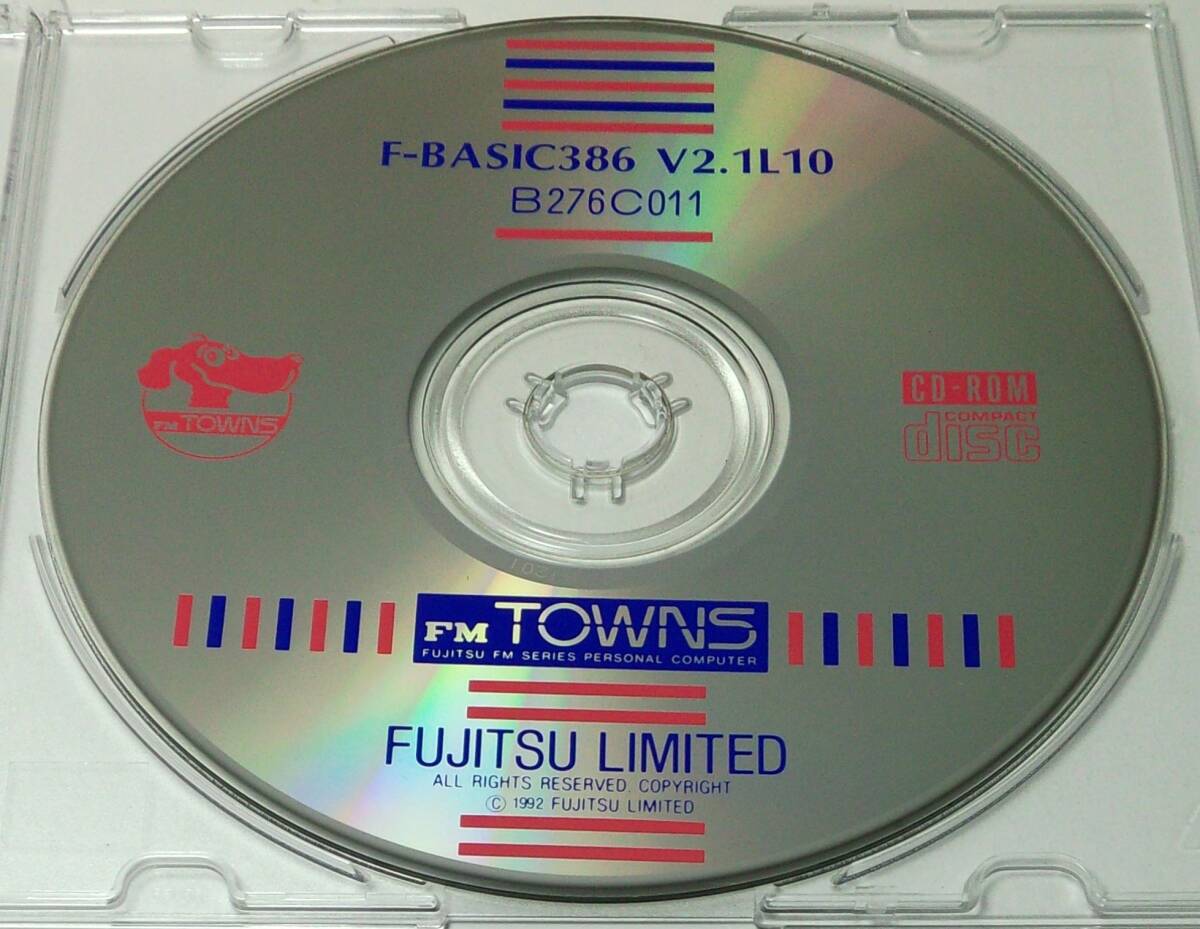 F-BASIC386 V2.1L10
B276C011
FM TOWNS
CD-ROM
COMPACT
disc
FM TOWNS
FUJITSU FM SERIES PERSONAL COMPUTER
FUJITSU LIMITED
ALL RIGHTS RESERVED. COPYRIGHT
Ⓒ 1992 FUJITSU LIMITED